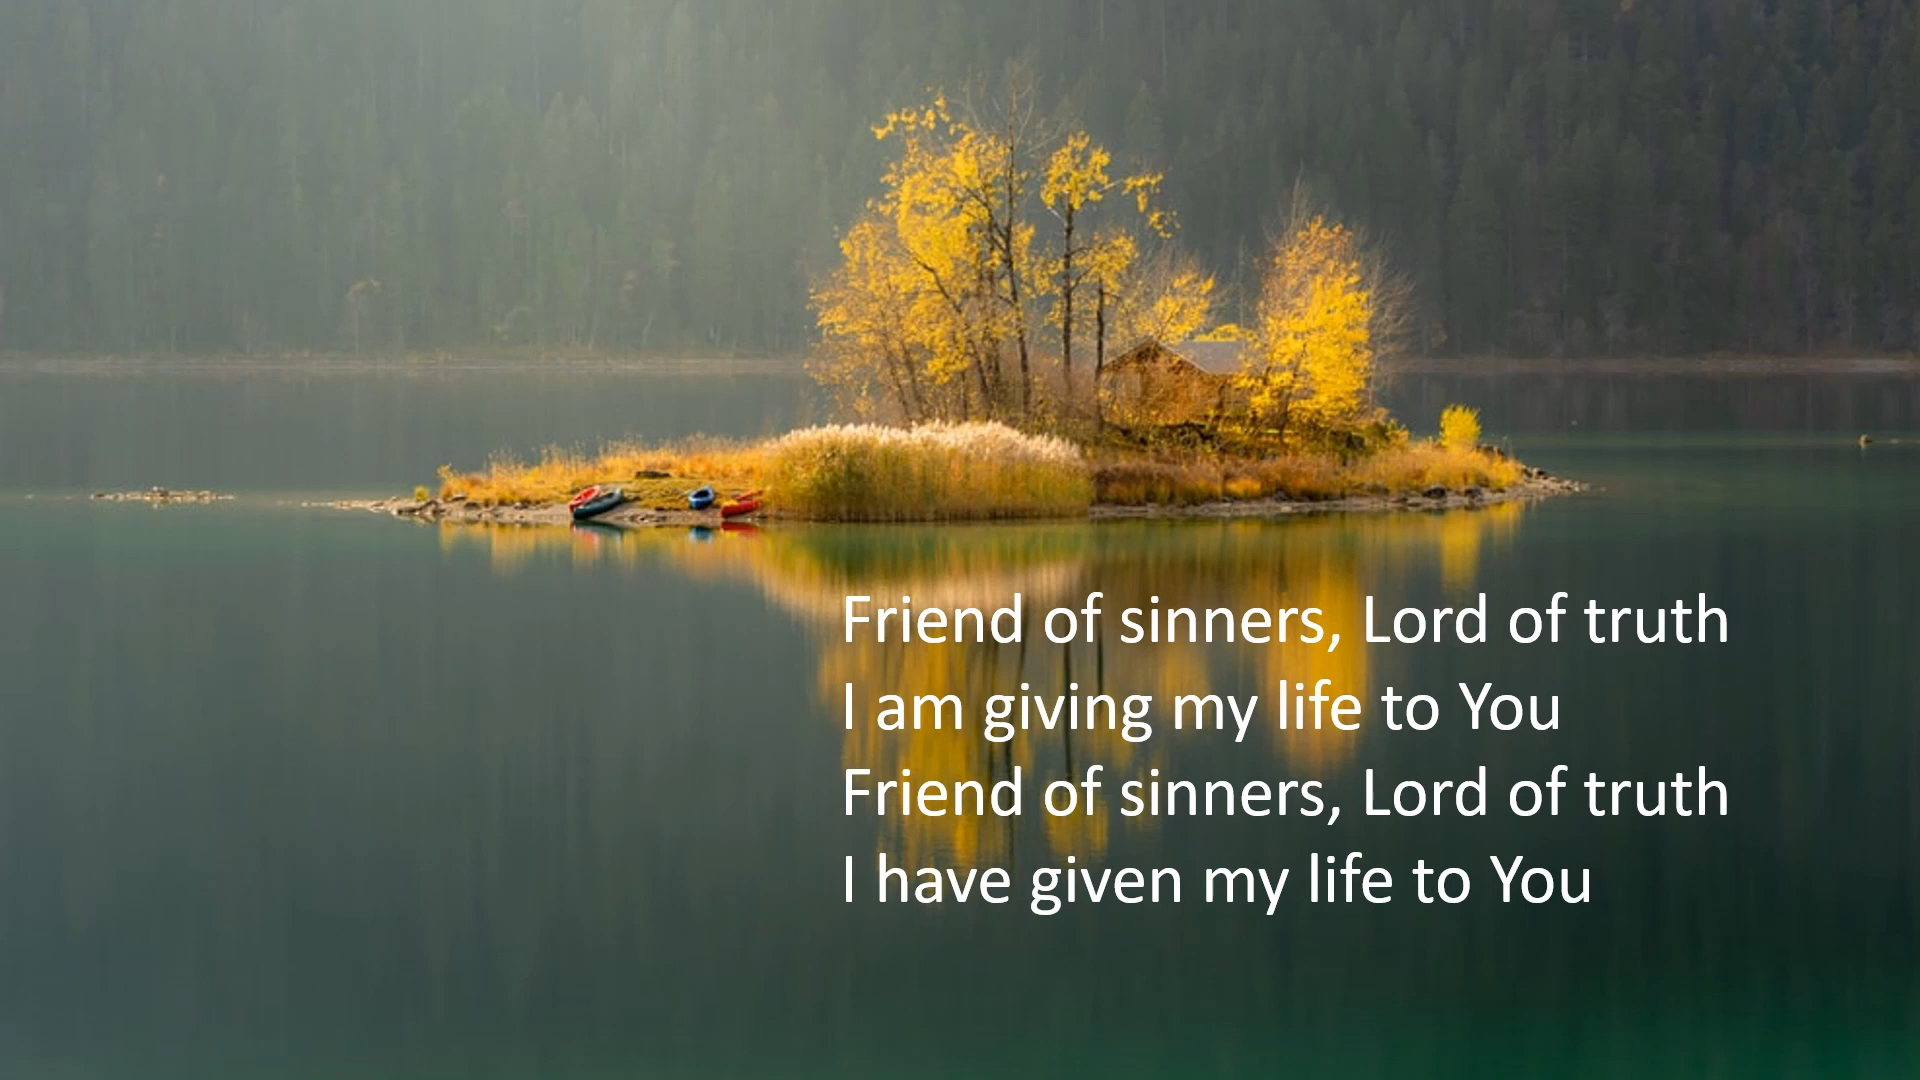 Friend of sinners, Lord of truth
I am giving my life to You
Friend of sinners, Lord of truth
I have given my life to You